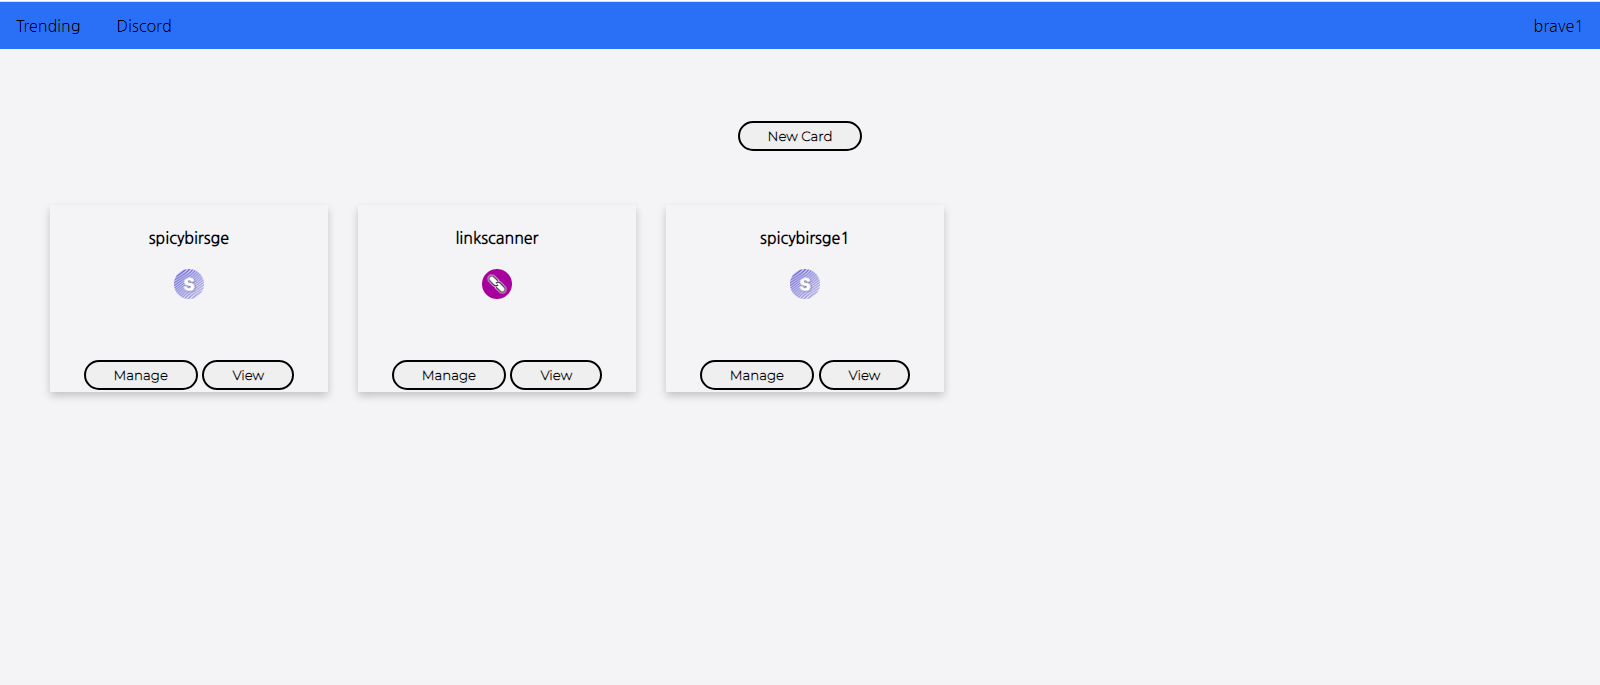 Trending Discord brave1
New Card
spicybirsge linkscanner spicybirsge1
S S
Manage View Manage View Manage View